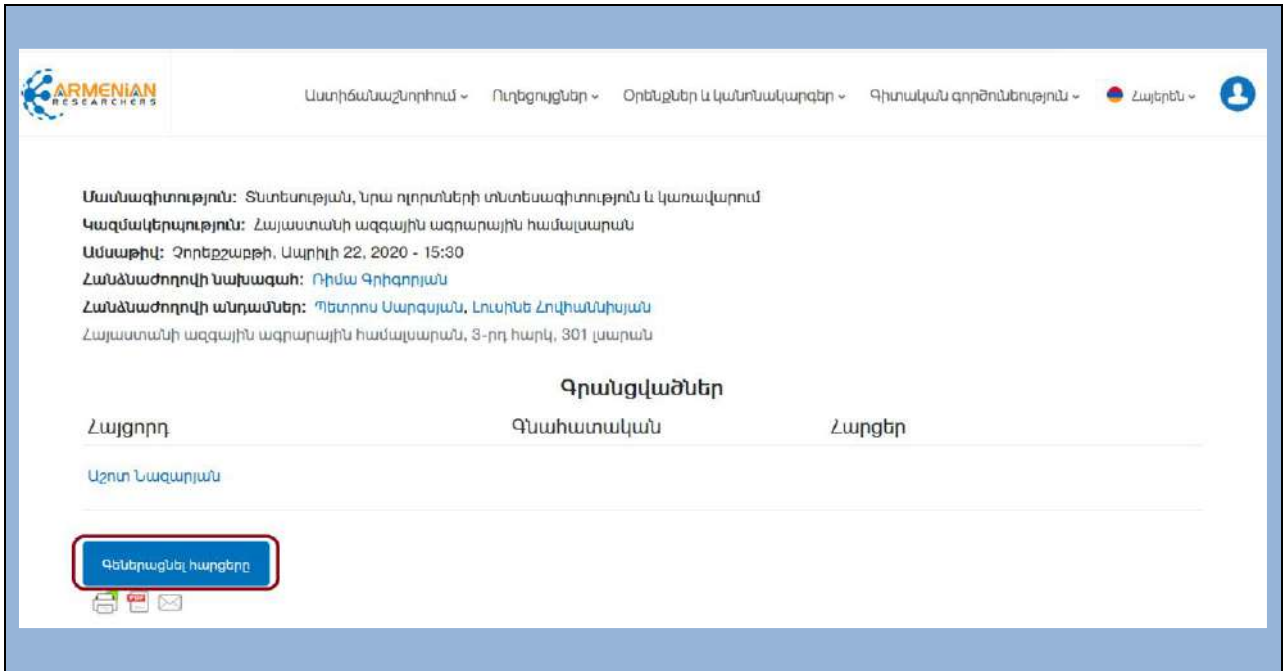 ARMENIAN
RESEARCHERS
Աստիճանաշնորհում Ուղեցույցներ Օրենքներ և կանոնակարգեր Գիտական գործունեություն Հայերեն
Մասնագիտություն: Տնտեսության, նրա ոլորտների տնտեսագիտություն և կառավարում
Կազմակերպություն: Հայաստանի ազգային ագրարային համալսարան
Ամսաթիվ: Չորեքշաբթի, Ապրիլի 22, 2020 - 15:30
Հանձնաժողովի նախագահ: Ռիմա Գրիգորյան
Հանձնաժողովի անդամներ: Պետրոս Սարգսյան, Լուսինե Հովհաննիսյան
Հայաստանի ազգային ագրարային համալսարան, 3-րդ հարկ, 301 լսարան
Գրանցվածներ
Հայցորդ Գնահատական Հարցեր
Աշոտ Նազարյան
Գեներացնել հարցերը
PDF